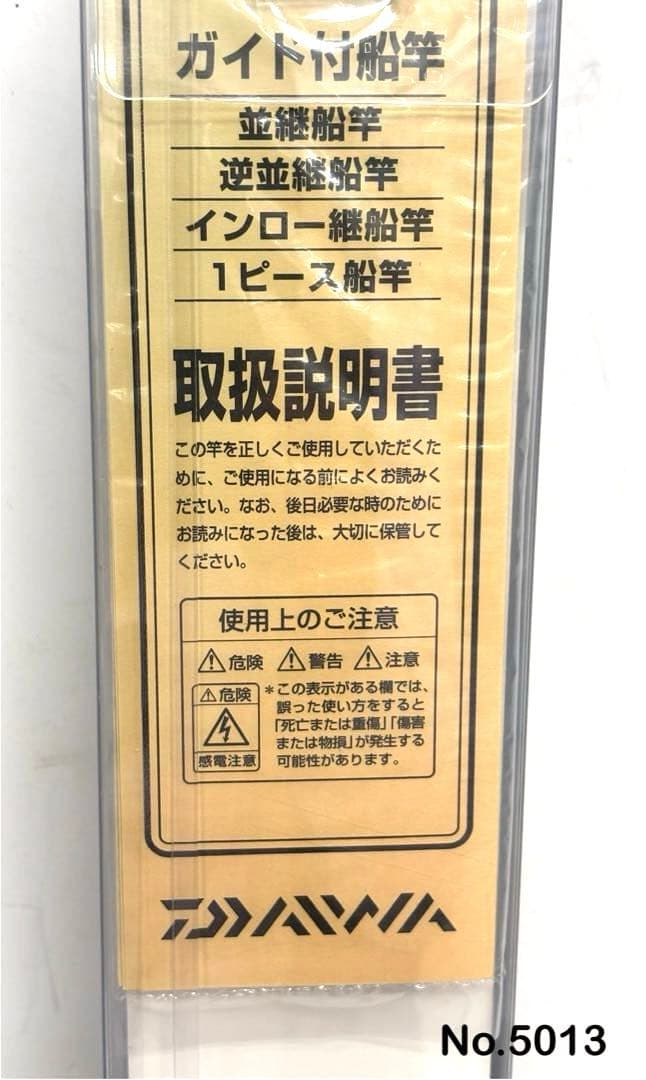 ガイド付船竿
並継船竿
逆並継船竿
インロー継船竿
1ピース船竿
取扱説明書
この竿を正しくご使用していただくた
めに、ご使用になる前によくお読みく
ださい。なお、後日必要な時のために
お読みになった後は、大切に保管して
ください。
使用上のご注意
⚠危険 ⚠警告 ⚠注意
⚠危険
感電注意
*この表示がある欄では、
誤った使い方をすると
「死亡または重傷」「傷害
または物損」が発生する
可能性があります。
DAIWA
No.5013